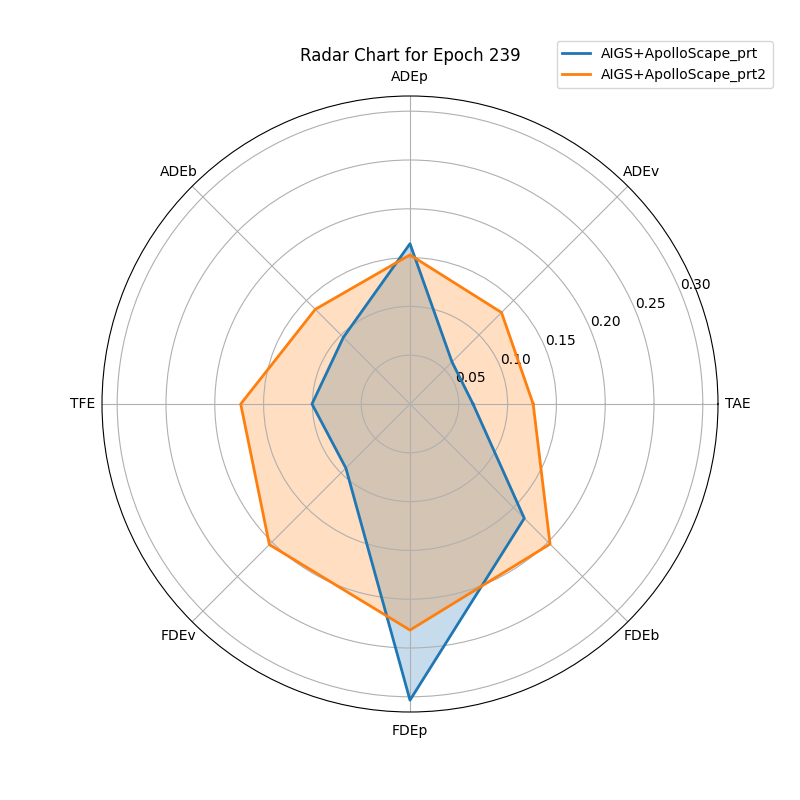 Radar Chart for Epoch 239
AIGS+ApolloScape_prt
AIGS+ApolloScape_prt2
ADEp
ADEb
ADEv
0.30
0.25
0.20
0.15
0.10
0.05
TFE
TAE
FDEv
FDEb
FDEp